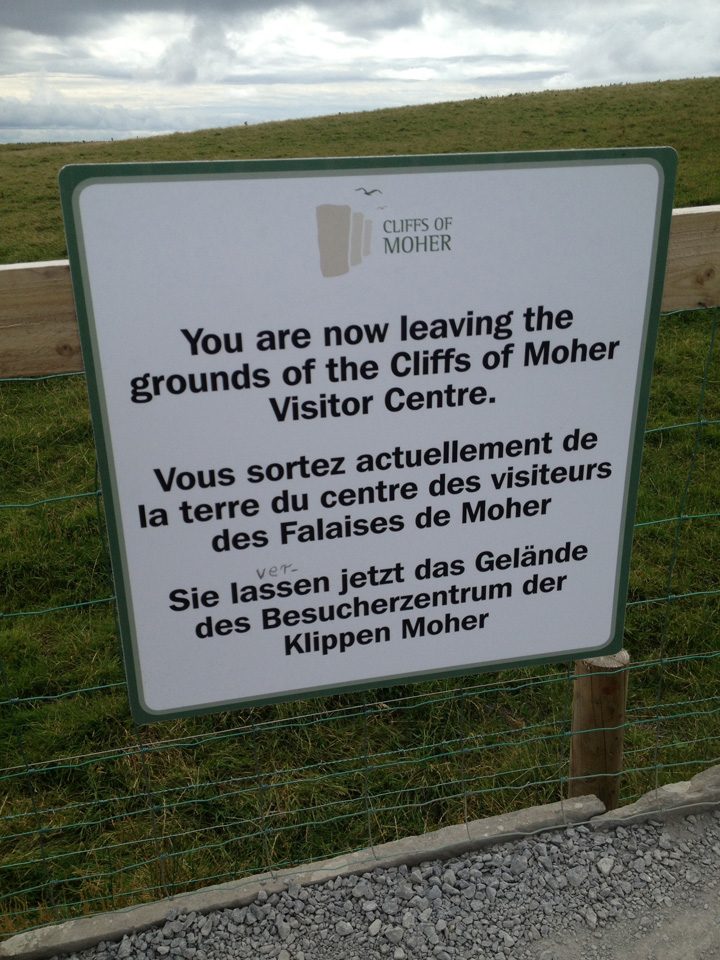 CLIFFS OF
MOHER
You are now leaving the
grounds of the Cliffs of Moher
Visitor Centre.
Vous sortez actuellement de
la terre du centre des visiteurs
des Falaises de Moher
ver-
Sie lassen jetzt das Gelände
des Besucherzentrum der
Klippen Moher